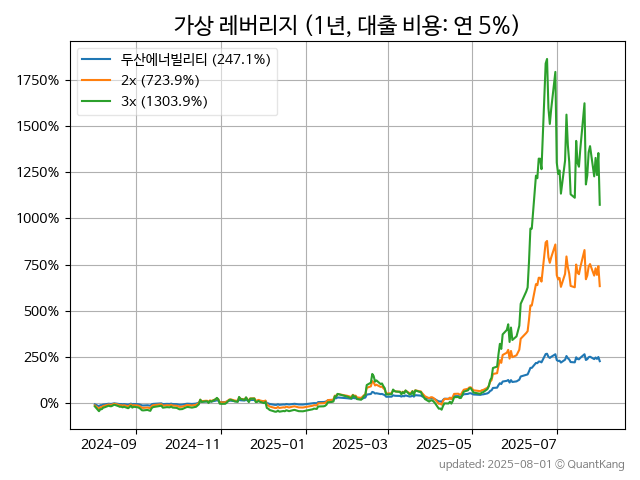 가상 레버리지 (1년, 대출 비용: 연 5%)
두산에너빌리티 (247.1%)
2x (723.9%)
3x (1303.9%)
1750%
1500%
1250%
1000%
750%
500%
250%
0%
2024-09 2024-11 2025-01 2025-03 2025-05 2025-07
updated: 2025-08-01 © QuantKang